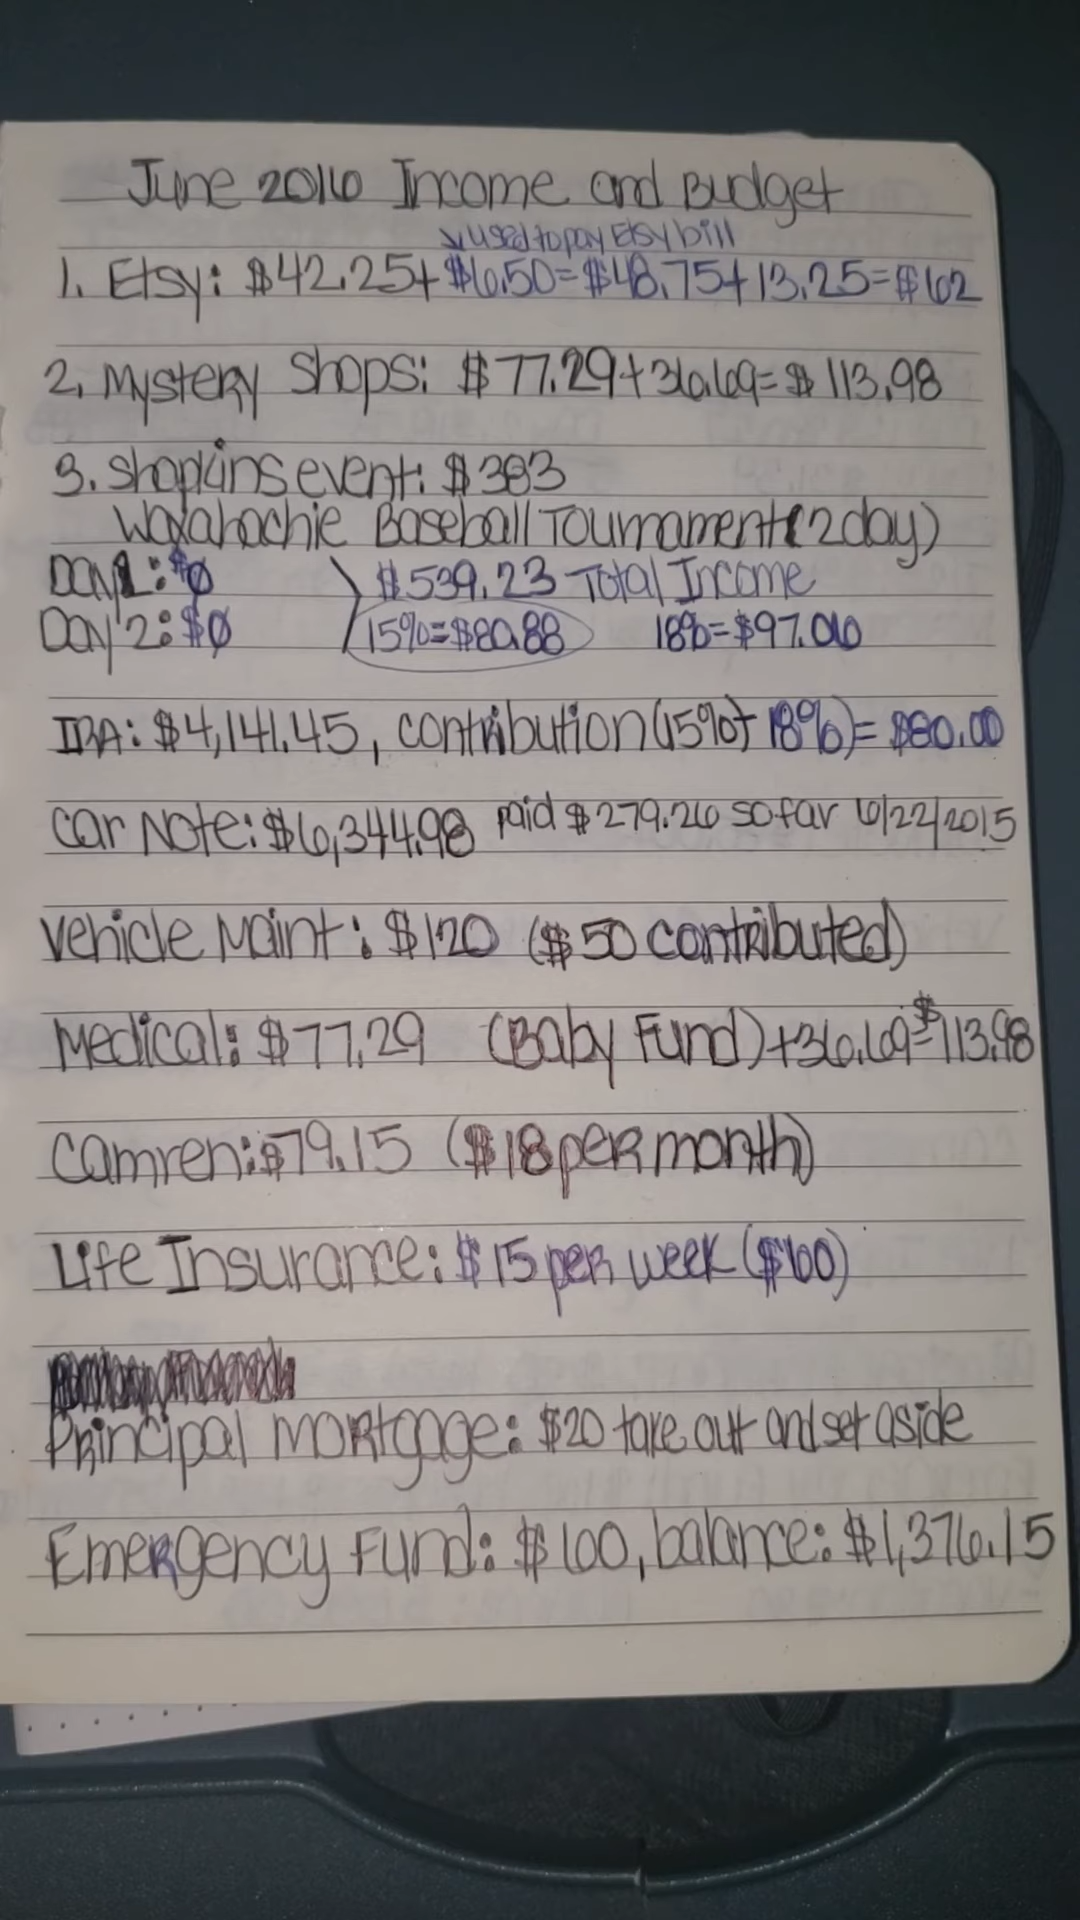 June 2016 Income and Budget
used to pay Etsy bill
1. Etsy: $42.25+ $6.50=$48.75+13.25=$62
2. Mystery Shops: $77.29+36.69=$113.98
3. Shopkins event: $383
Waxahachie Baseball Tournament (2 day)
Day 1: $0 $539.23 Total Income
Day 2: $0 15%=$80.88 18%=$97.06
IRA: $4,141.45, contribution (15%+ 18%)= $80.00
Car Note: $6,344.98 paid $279.26 so far 6/22/2015
Vehicle Maint: $120 ($50 contributed)
Medical: $77.29 (Baby Fund)+36.69=$113.98
Camren: $79.15 ($18 per month)
Life Insurance: $15 per week ($60)
Principal Mortgage: $20 take out and set aside
Emergency Fund: $100, balance: $1,376.15